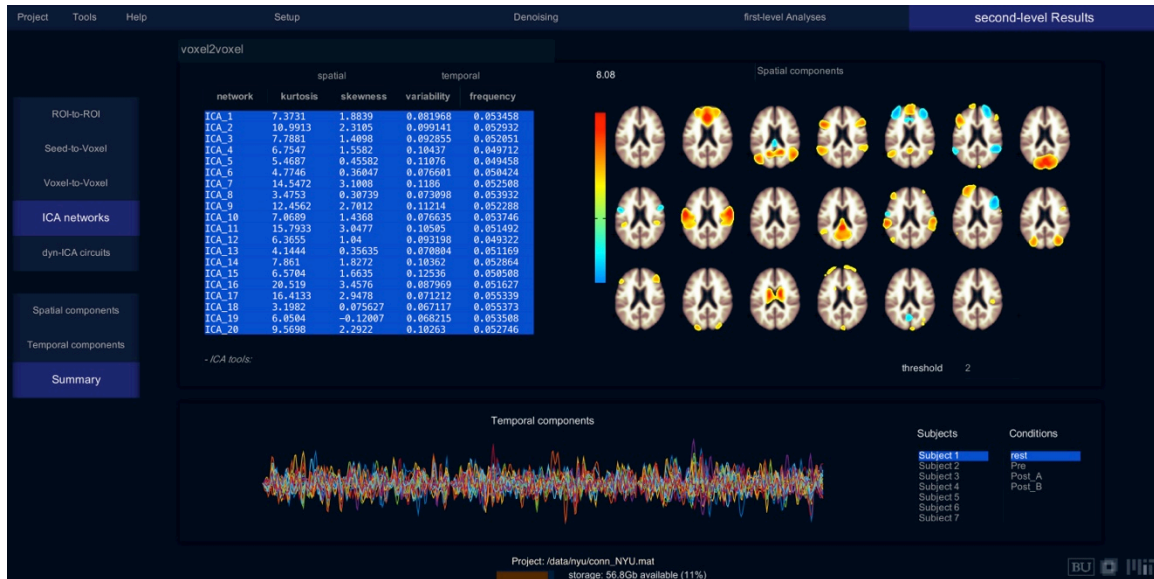 Project Tools Help Setup Denoising first-level Analyses second-level Results
voxel2voxel
spatial temporal
network kurtosis skewness variability frequency
ICA_1 7.3731 1.8839 0.081968 0.053458
ICA_2 10.9913 2.3105 0.099141 0.052932
ICA_3 7.7881 1.4098 0.092855 0.052051
ICA_4 6.7547 1.5582 0.10437 0.049712
ICA_5 5.4687 0.45582 0.11076 0.049458
ICA_6 4.7746 0.36047 0.076601 0.050424
ICA_7 14.5472 3.1008 0.1186 0.052508
ICA_8 3.4753 0.30739 0.073098 0.053932
ICA_9 12.4562 2.7012 0.11214 0.052288
ICA_10 7.0689 1.4368 0.076635 0.053746
ICA_11 15.7933 3.0477 0.10505 0.051492
ICA_12 6.3655 1.04 0.093198 0.049322
ICA_13 4.1444 0.35635 0.070804 0.051169
ICA_14 7.861 1.8272 0.10362 0.052864
ICA_15 6.5704 1.6635 0.12536 0.050508
ICA_16 20.519 3.4576 0.087969 0.051627
ICA_17 16.4133 2.9478 0.071212 0.055339
ICA_18 3.1982 0.075627 0.067117 0.055373
ICA_19 6.0504 −0.12007 0.068215 0.053508
ICA_20 9.5698 2.2922 0.10263 0.052746
- ICA tools:
8.08
Spatial components
threshold 2
ROI-to-ROI
Seed-to-Voxel
Voxel-to-Voxel
ICA networks
dyn-ICA circuits
Spatial components
Temporal components
Summary
Temporal components
Subjects Conditions
Subject 1 rest
Subject 2 Pre
Subject 3 Post_A
Subject 4 Post_B
Subject 5
Subject 6
Subject 7
Project: /data/nyu/conn_NYU.mat
storage: 56.8Gb available (11%)
BU